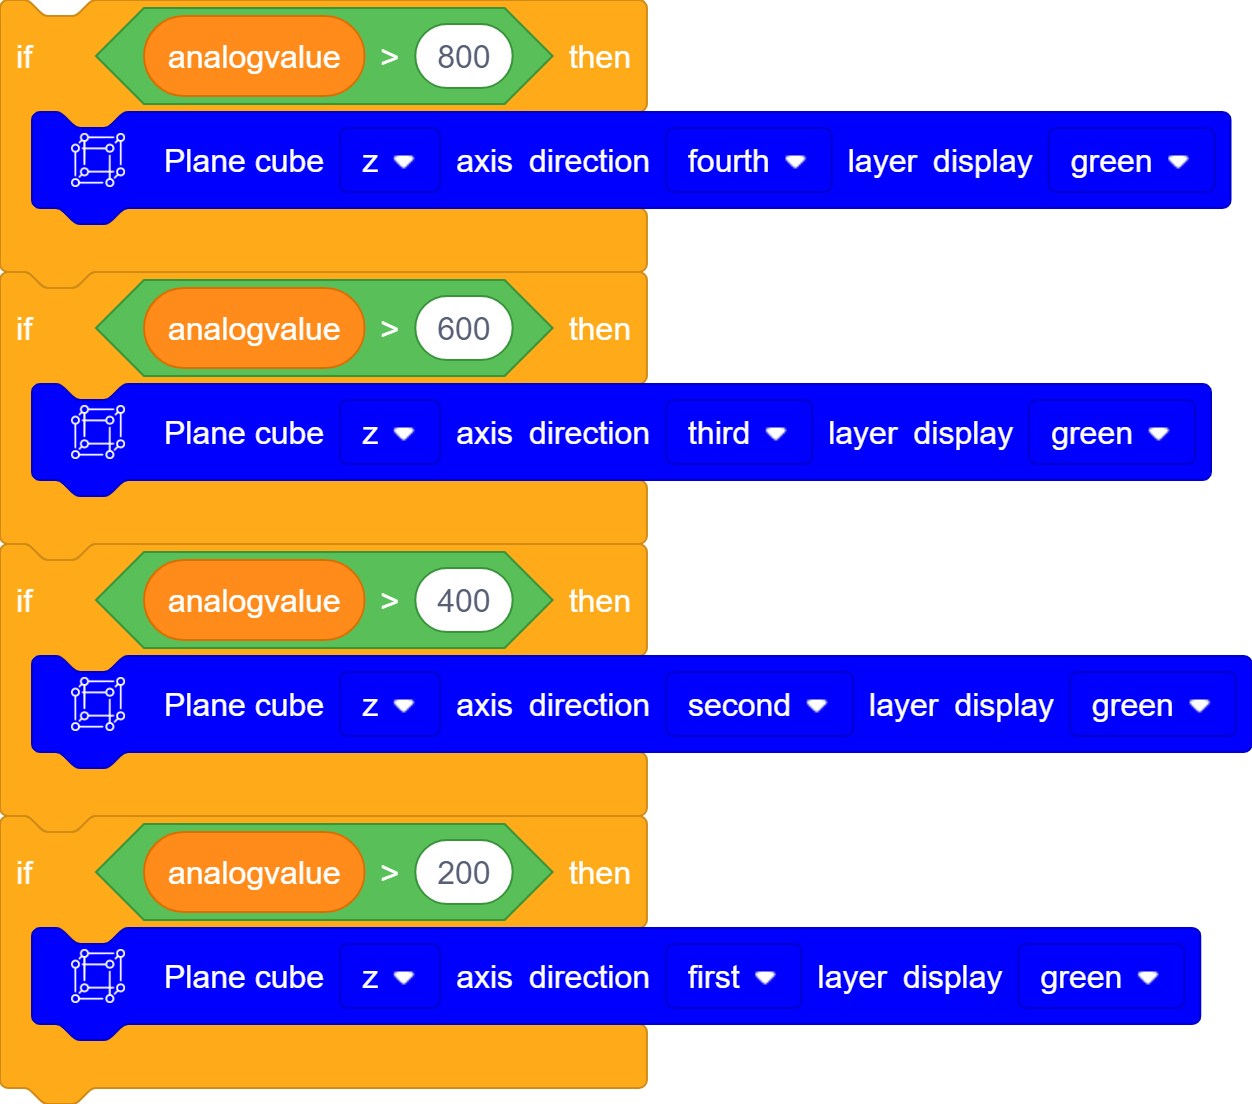 if analogvalue > 800 then
Plane cube z axis direction fourth layer display green
if analogvalue > 600 then
Plane cube z axis direction third layer display green
if analogvalue > 400 then
Plane cube z axis direction second layer display green
if analogvalue > 200 then
Plane cube z axis direction first layer display green